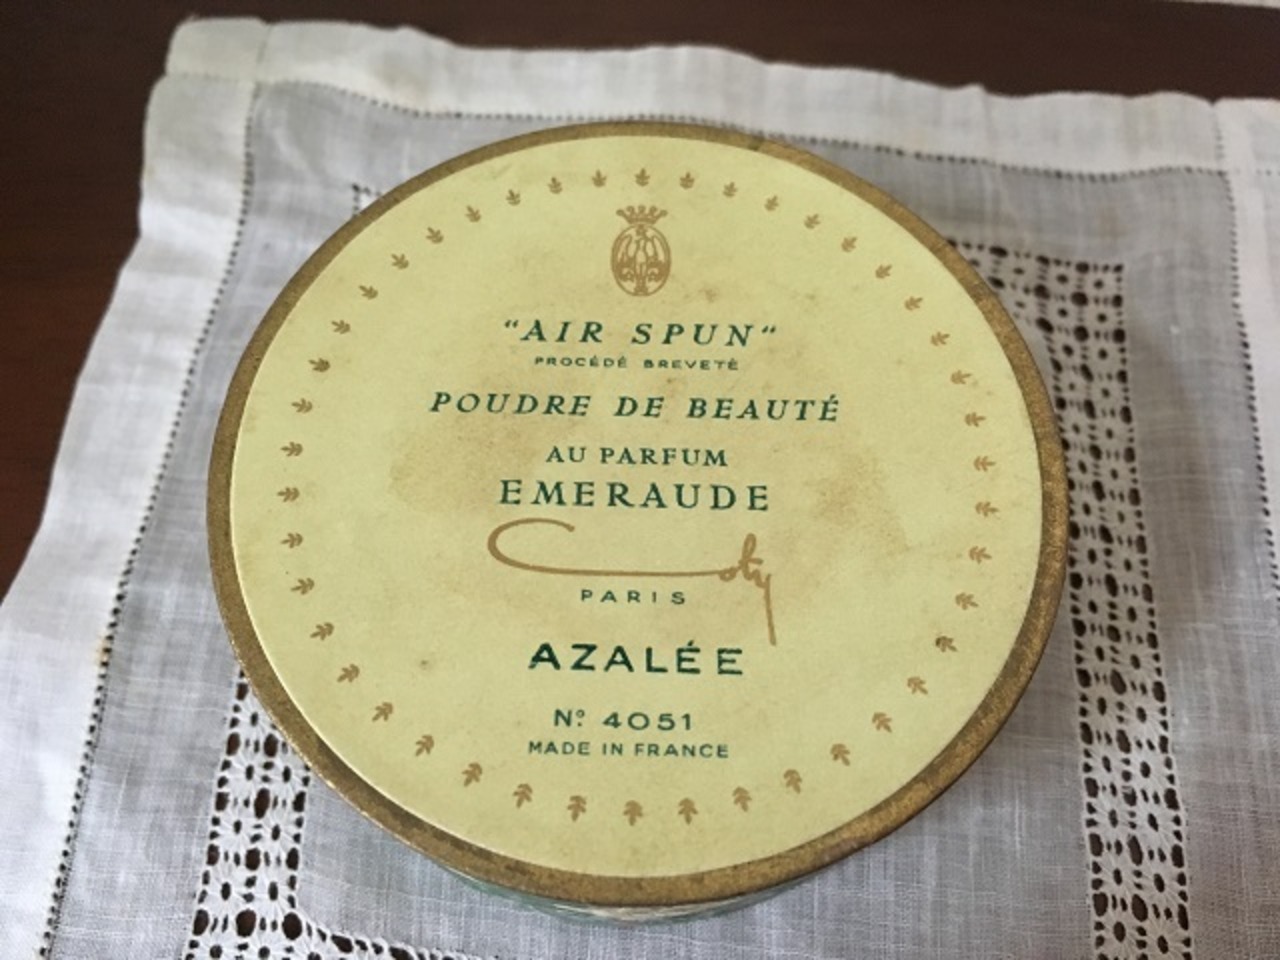 "AIR SPUN"
PROCÉDÉ BREVETÉ
POUDRE DE BEAUTÉ
AU PARFUM
EMERAUDE
Coty
PARIS
AZALÉE
Nº 4051
MADE IN FRANCE